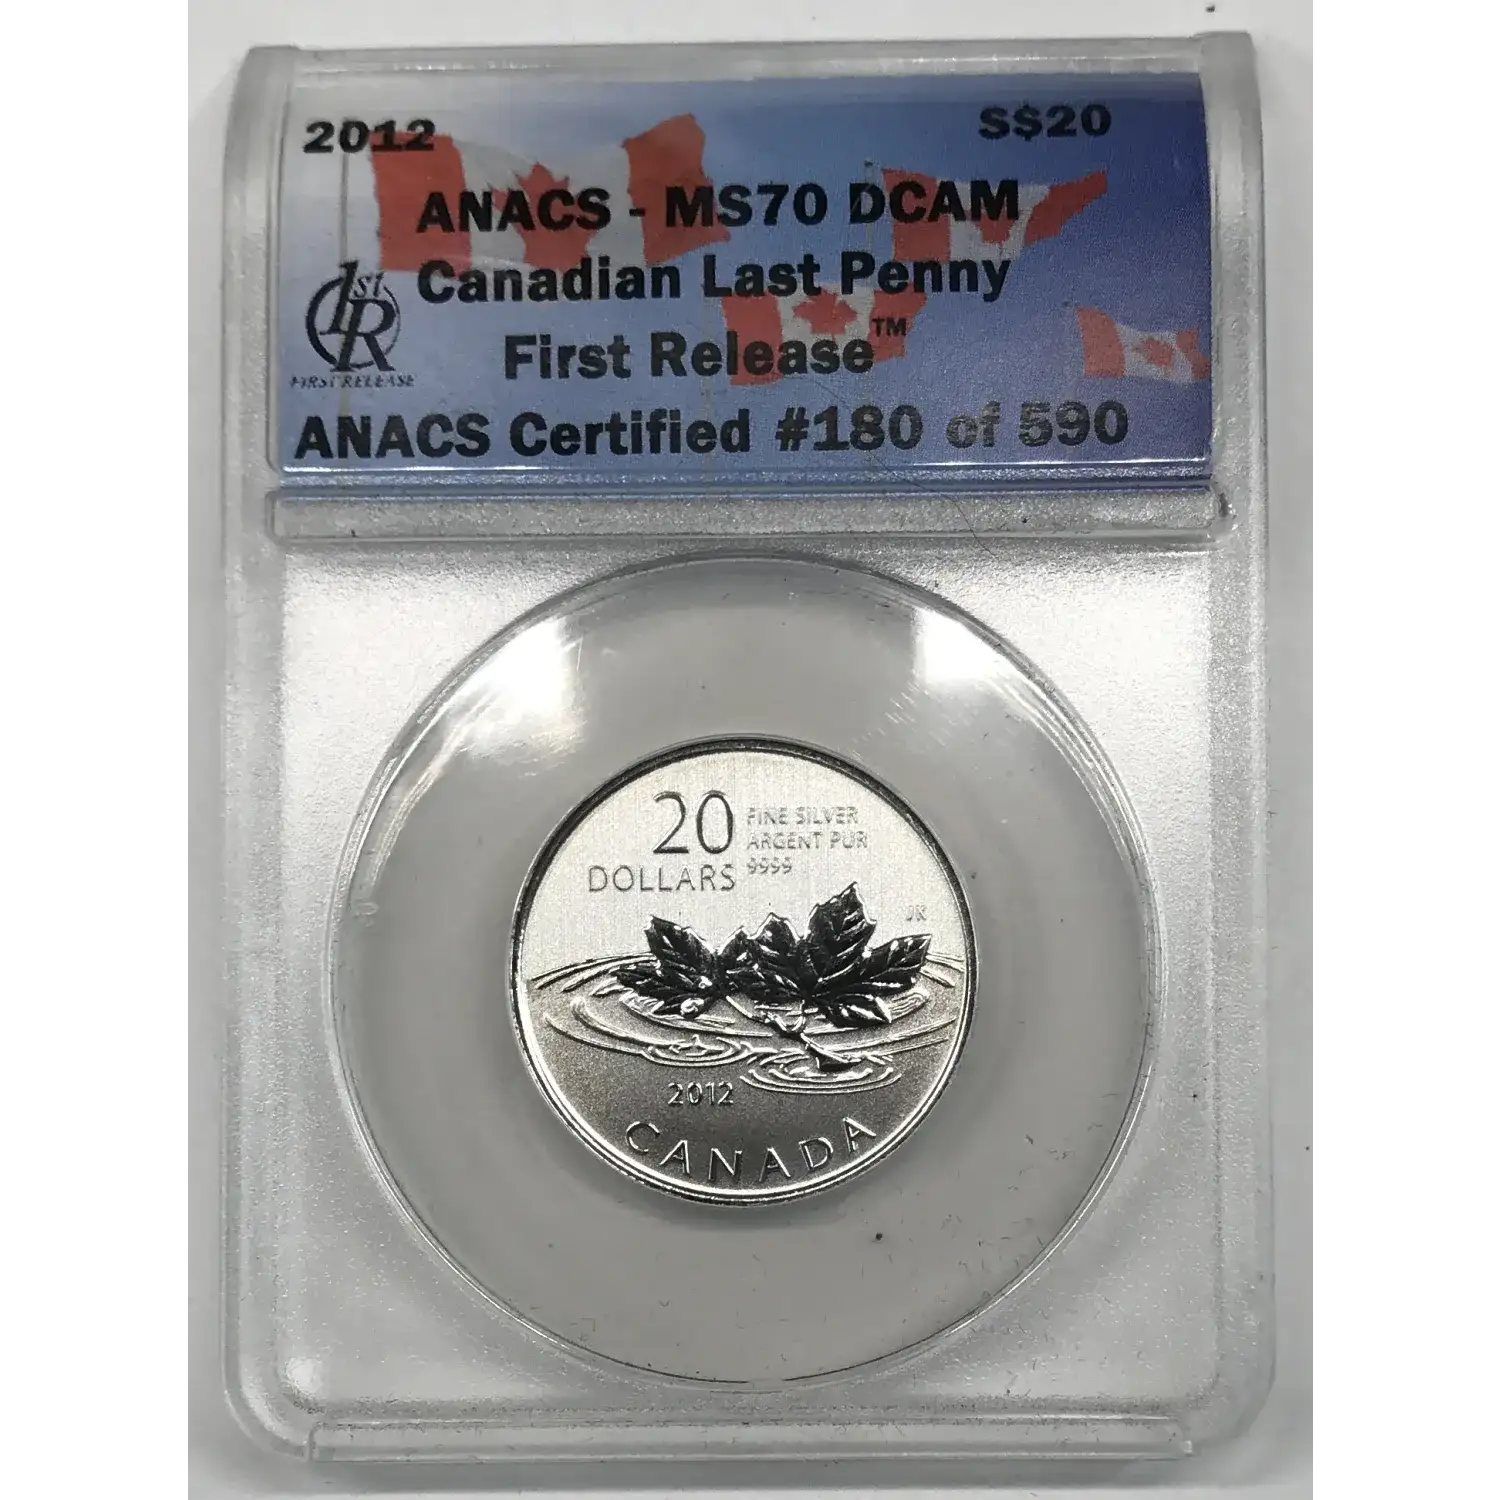 2012 S$20
ANACS - MS70 DCAM
Canadian Last Penny
First Release™
1st R
FIRST RELEASE
ANACS Certified #180 of 590
20 FINE SILVER
ARGENT PUR
DOLLARS 9999
JR
2012
CANADA